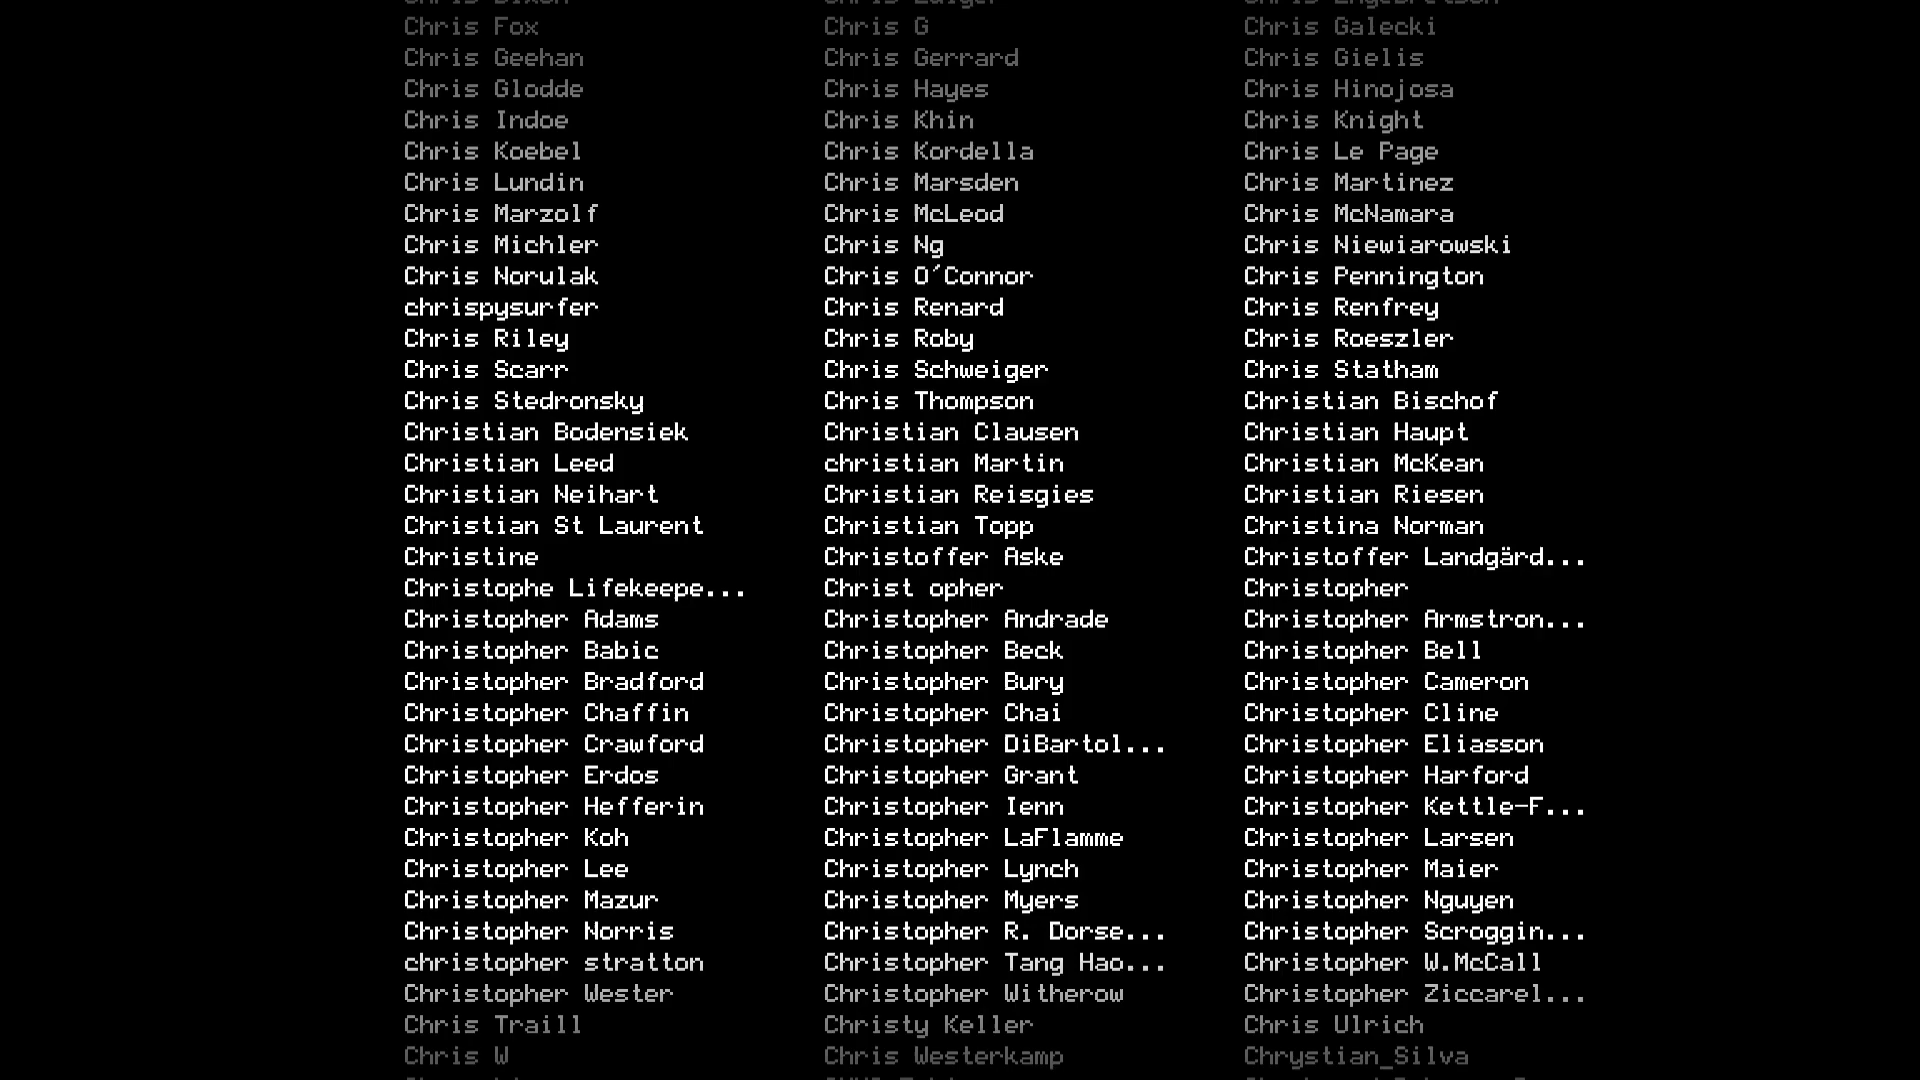 Chris Fox Chris G Chris Galecki
Chris Geehan Chris Gerrard Chris Gielis
Chris Glodde Chris Hayes Chris Hinojosa
Chris Indoe Chris Khin Chris Knight
Chris Koebel Chris Kordella Chris Le Page
Chris Lundin Chris Marsden Chris Martinez
Chris Marzolf Chris McLeod Chris McNamara
Chris Michler Chris Ng Chris Niewiarowski
Chris Norulak Chris O´Connor Chris Pennington
chrispysurfer Chris Renard Chris Renfrey
Chris Riley Chris Roby Chris Roeszler
Chris Scarr Chris Schweiger Chris Statham
Chris Stedronsky Chris Thompson Christian Bischof
Christian Bodensiek Christian Clausen Christian Haupt
Christian Leed christian Martin Christian McKean
Christian Neihart Christian Reisgies Christian Riesen
Christian St Laurent Christian Topp Christina Norman
Christine Christoffer Aske Christoffer Landgärd...
Christophe Lifekeepe... Christ opher Christopher
Christopher Adams Christopher Andrade Christopher Armstron...
Christopher Babic Christopher Beck Christopher Bell
Christopher Bradford Christopher Bury Christopher Cameron
Christopher Chaffin Christopher Chai Christopher Cline
Christopher Crawford Christopher DiBartol... Christopher Eliasson
Christopher Erdos Christopher Grant Christopher Harford
Christopher Hefferin Christopher Ienn Christopher Kettle-F...
Christopher Koh Christopher LaFlamme Christopher Larsen
Christopher Lee Christopher Lynch Christopher Maier
Christopher Mazur Christopher Myers Christopher Nguyen
Christopher Norris Christopher R. Dorse... Christopher Scroggin...
christopher stratton Christopher Tang Hao... Christopher W.McCall
Christopher Wester Christopher Witherow Christopher Ziccarel...
Chris Traill Christy Keller Chris Ulrich
Chris W Chris Westerkamp Chrystian_Silva